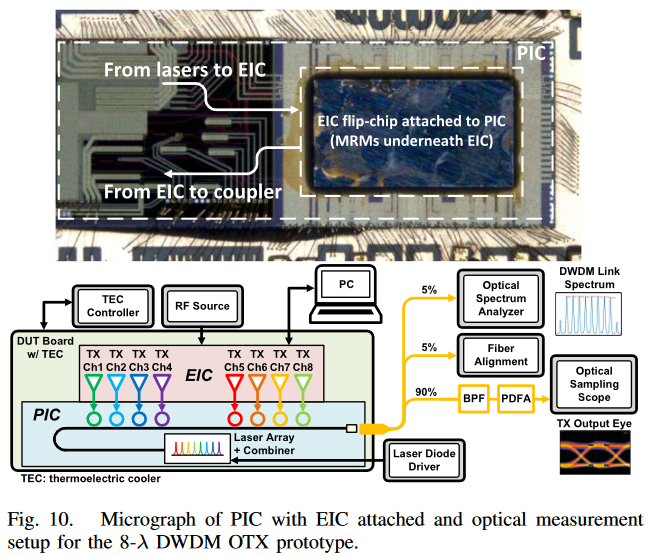 PIC
From lasers to EIC
EIC flip-chip attached to PIC
(MRMs underneath EIC)
From EIC to coupler
TEC
Controller
RF Source
PC
DUT Board
w/ TEC
TX
Ch1
TX
Ch2
TX
Ch3
TX
Ch4
EIC
TX
Ch5
TX
Ch6
TX
Ch7
TX
Ch8
PIC
Laser Array
+ Combiner
TEC: thermoelectric cooler
5%
Optical
Spectrum
Analyzer
DWDM Link
Spectrum
5%
Fiber
Alignment
90%
BPF
PDFA
Optical
Sampling
Scope
TX Output Eye
Laser Diode
Driver
Fig. 10. Micrograph of PIC with EIC attached and optical measurement
setup for the 8-λ DWDM OTX prototype.